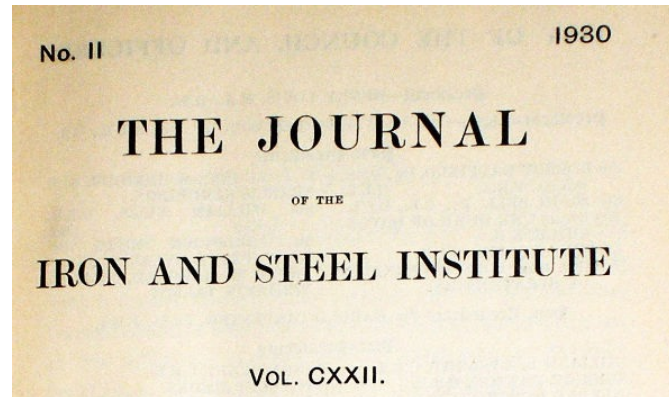 No. II 1930
THE JOURNAL
OF THE
IRON AND STEEL INSTITUTE
VOL. CXXII.